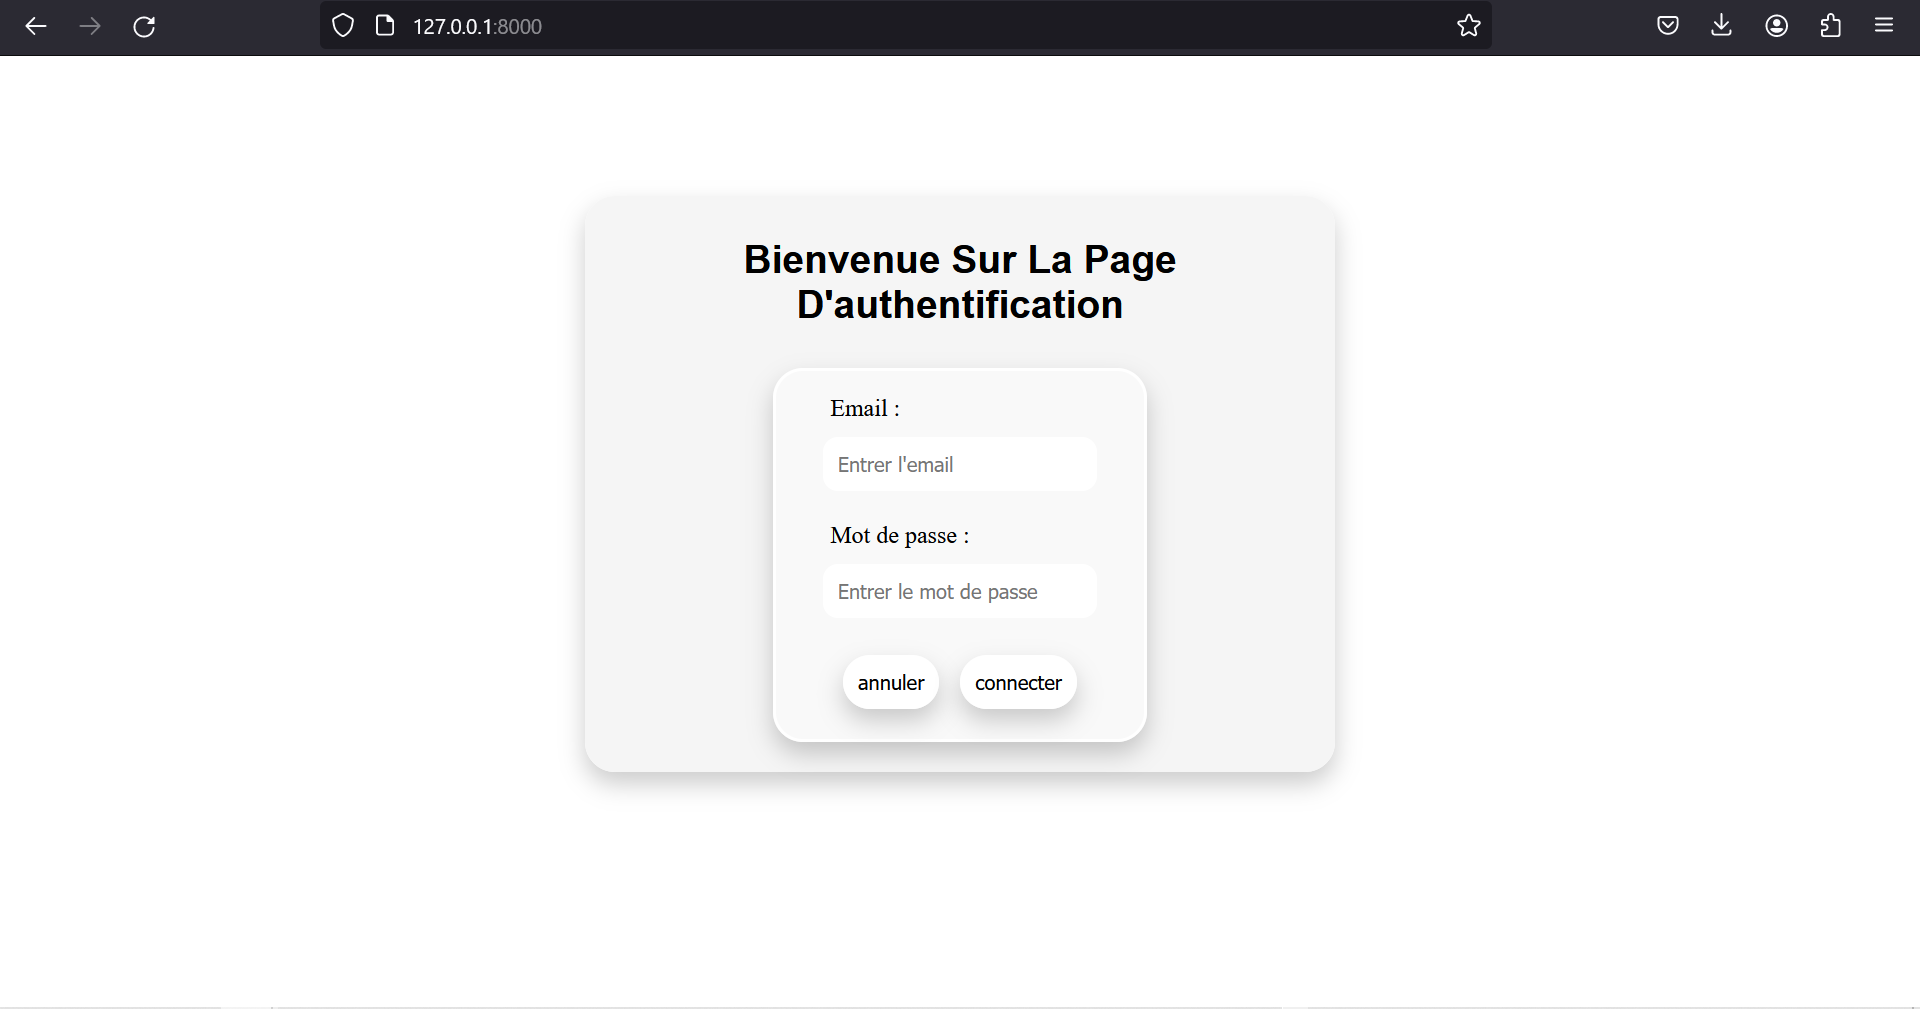 127.0.0.1:8000
Bienvenue Sur La Page
D'authentification
Email :
Entrer l'email
Mot de passe :
Entrer le mot de passe
annuler
connecter